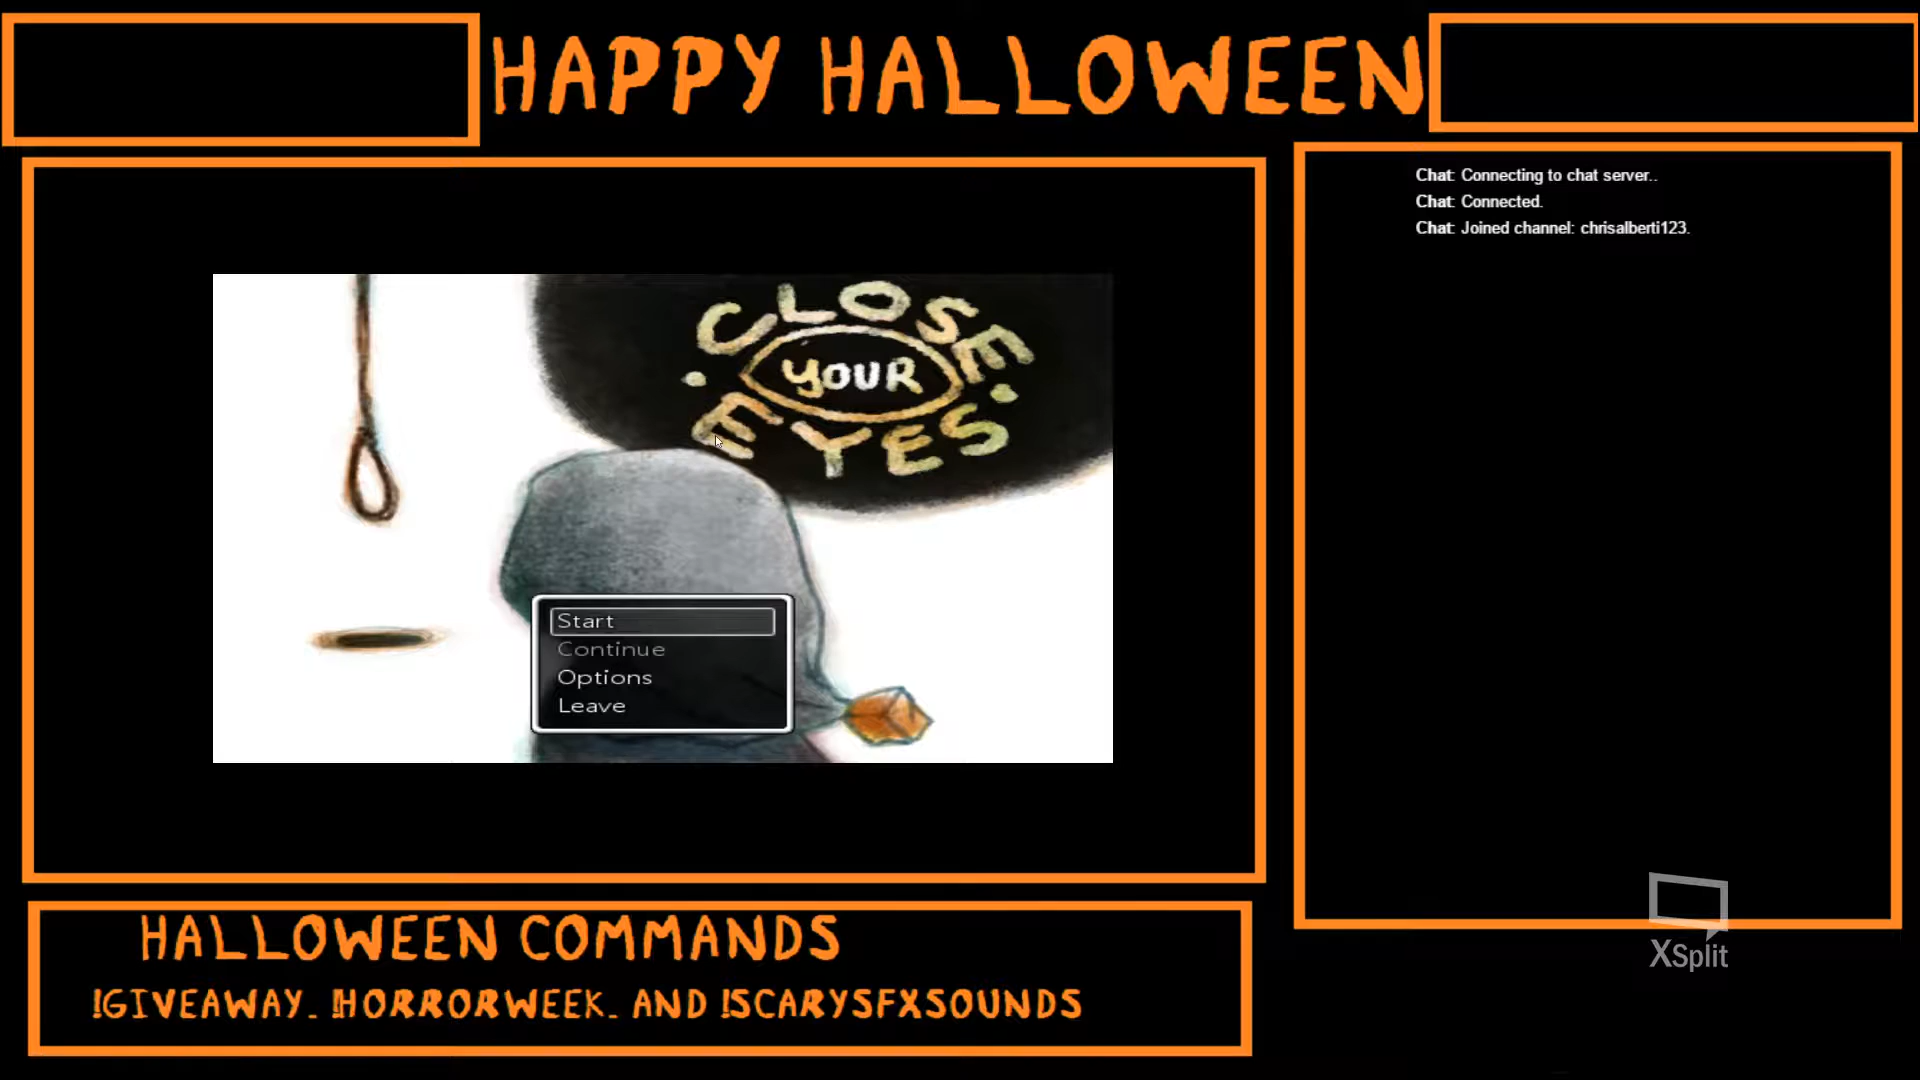 HAPPY HALLOWEEN
Chat: Connecting to chat server..
Chat: Connected.
Chat: Joined channel: chrisalberti123.
CLOSE
YOUR
EYES
Start
Continue
Options
Leave
HALLOWEEN COMMANDS
!GIVEAWAY. !HORRORWEEK. AND !SCARYSFXSOUNDS
XSplit